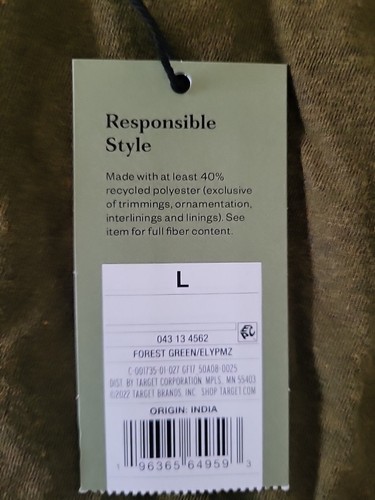 Responsible
Style
Made with at least 40%
recycled polyester (exclusive
of trimmings, ornamentation,
interlinings and linings). See
item for full fiber content.
L
043 13 4562
FOREST GREEN/ELYPMZ
C-001735-01-027 GF17 50A08-D025
DIST. BY TARGET CORPORATION MPLS, MN 55403
©2022 TARGET BRANDS, INC. SHOP TARGET.COM
ORIGIN: INDIA
1 96365 64959 3